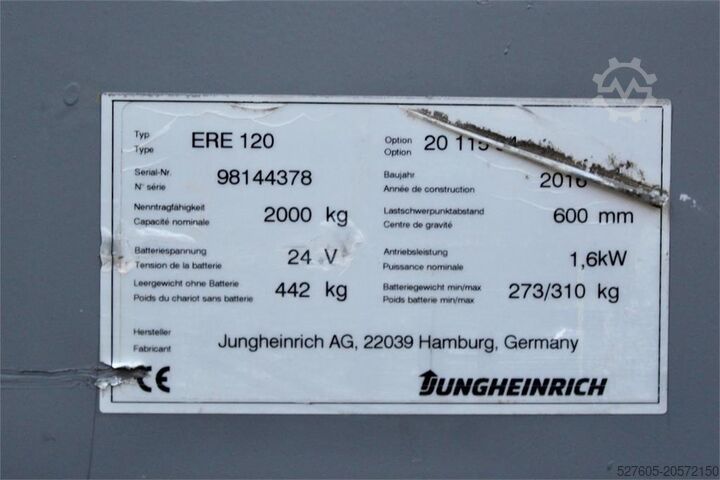 Typ
Type
ERE 120
Option
Option
20 115
Serial-Nr.
N° série
98144378
Baujahr
Année de construction
2016
Nenntragfähigkeit
Capacité nominale
2000 kg
Lastschwerpunktabstand
Centre de gravité
600 mm
Batteriespannung
Tension de la batterie
24 V
Antriebsleistung
Puissance nominale
1,6kW
Leergewicht ohne Batterie
Poids du chariot sans batterie
442 kg
Batteriegewicht min/max
Poids batterie min/max
273/310 kg
Hersteller
Fabricant
Jungheinrich AG, 22039 Hamburg, Germany
CE
JUNGHEINRICH
527605-20572150